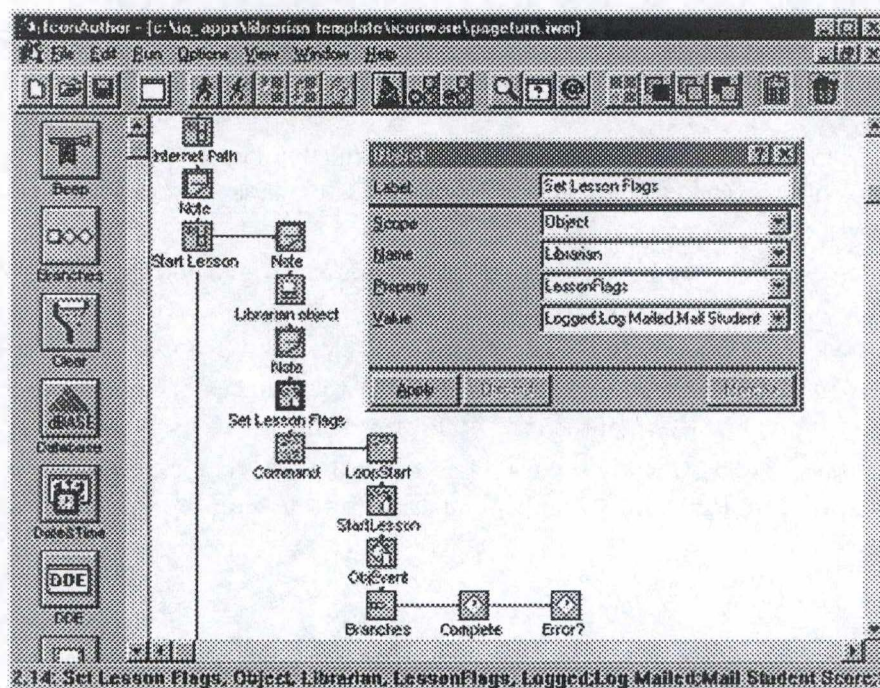 IconAuthor - [c:\ia_apps\librarian template\iconware\pageturn.iwm]
File Edit Run Options View Window Help
Beep
Branches
Clear
dBASE
Database
Date&Time
DDE
DDE
Internet Path
Note
Start Lesson
Note
Librarian object
Note
Set Lesson Flags
Command
LoopStart
StartLesson
ObjEvent
Branches
Complete
Error?
Label
Set Lesson Flags
Scope
Object
Name
Librarian
Property
LessonFlags
Value
Logged;Log Mailed;Mail Student
Apply
2.14: Set Lesson Flags, Object, Librarian, LessonFlags, Logged;Log Mailed;Mail Student Score;